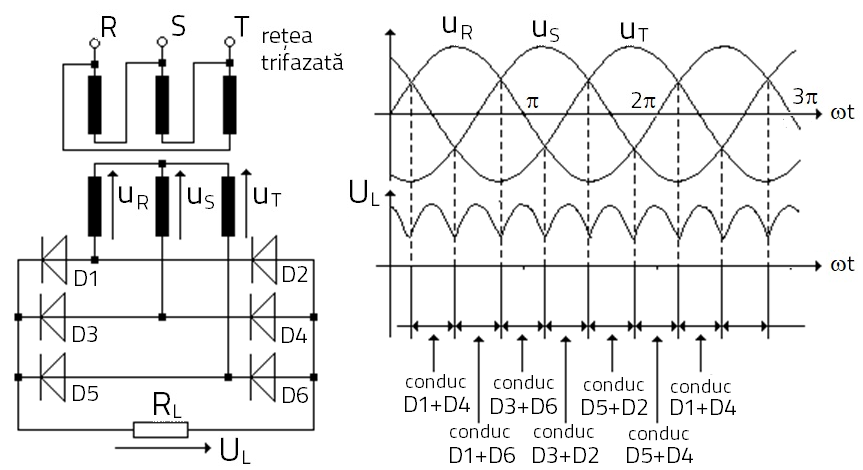 R S T
rețea
trifazată
uR uS uT
D1 D2
D3 D4
D5 D6
RL
UL
uR uS uT
π 2π 3π
ωt
UL
ωt
conduc
D1+D4
conduc
D3+D6
conduc
D5+D2
conduc
D1+D4
conduc
D1+D6
conduc
D3+D2
conduc
D5+D4